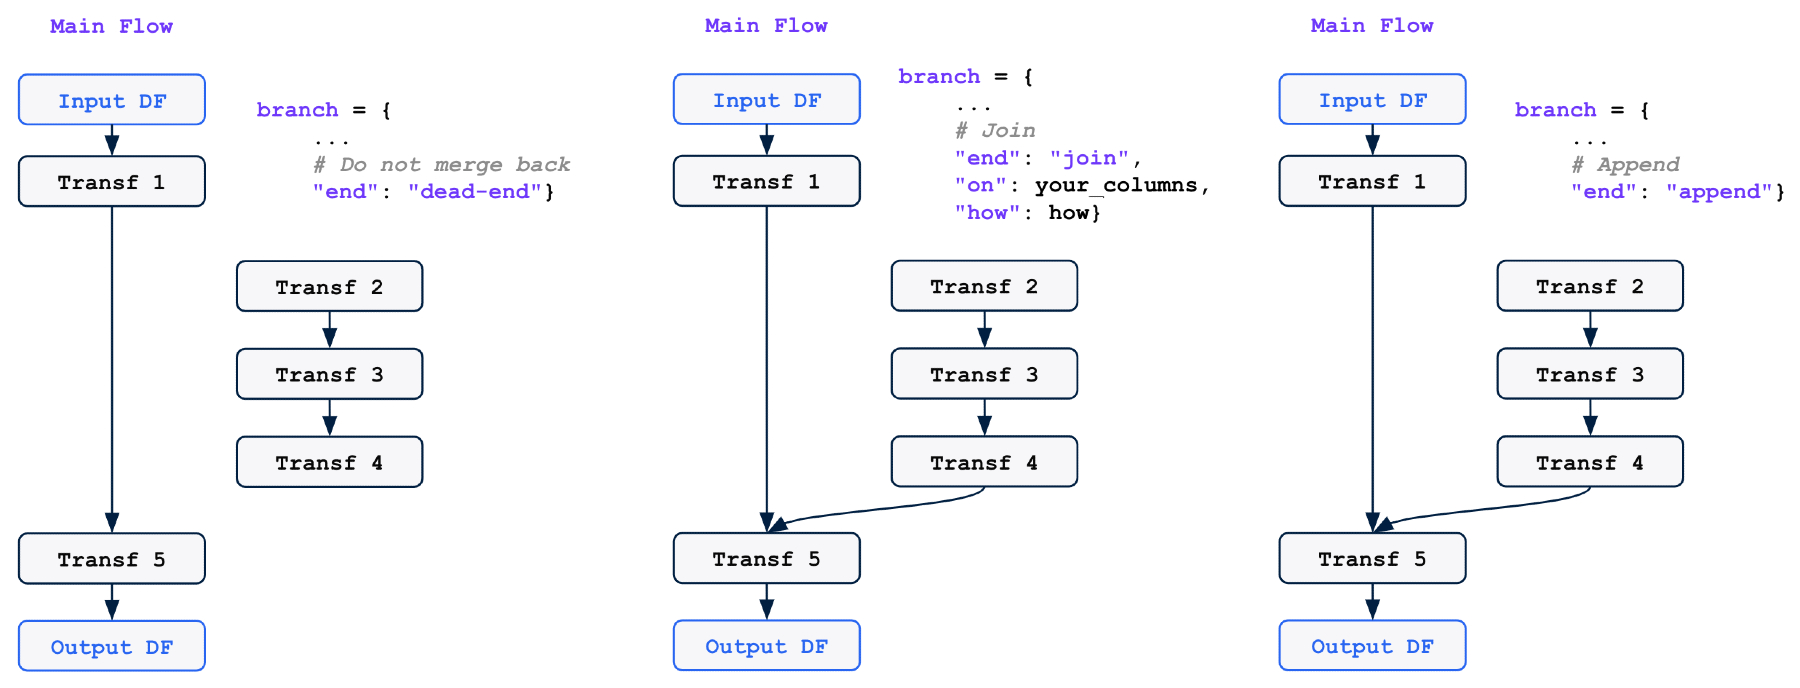 Main Flow
Input DF
branch = {
...
# Do not merge back
"end": "dead-end"}
Transf 1
Transf 2
Transf 3
Transf 4
Transf 5
Output DF
Main Flow
Input DF
branch = {
...
# Join
"end": "join",
"on": your_columns,
"how": how}
Transf 1
Transf 2
Transf 3
Transf 4
Transf 5
Output DF
Main Flow
Input DF
branch = {
...
# Append
"end": "append"}
Transf 1
Transf 2
Transf 3
Transf 4
Transf 5
Output DF